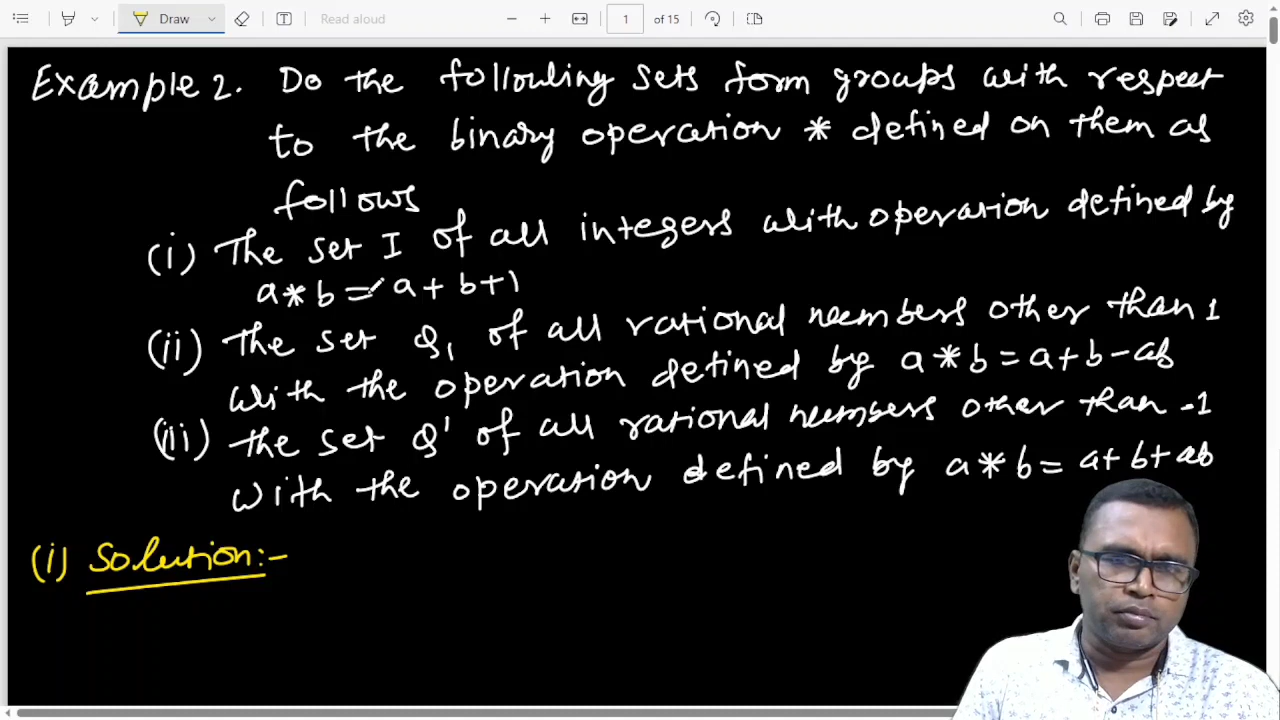 Draw
Read aloud
1 of 15
Example 2. Do the following sets form groups with respect
to the binary operation * defined on them as
follows
(i) The set I of all integers with operation defined by
a * b = a + b + 1
(ii) The set Q₁ of all rational numbers other than 1
with the operation defined by a * b = a + b - ab
(iii) the set Q' of all rational numbers other than -1
with the operation defined by a * b = a + b + ab
(i) Solution:-